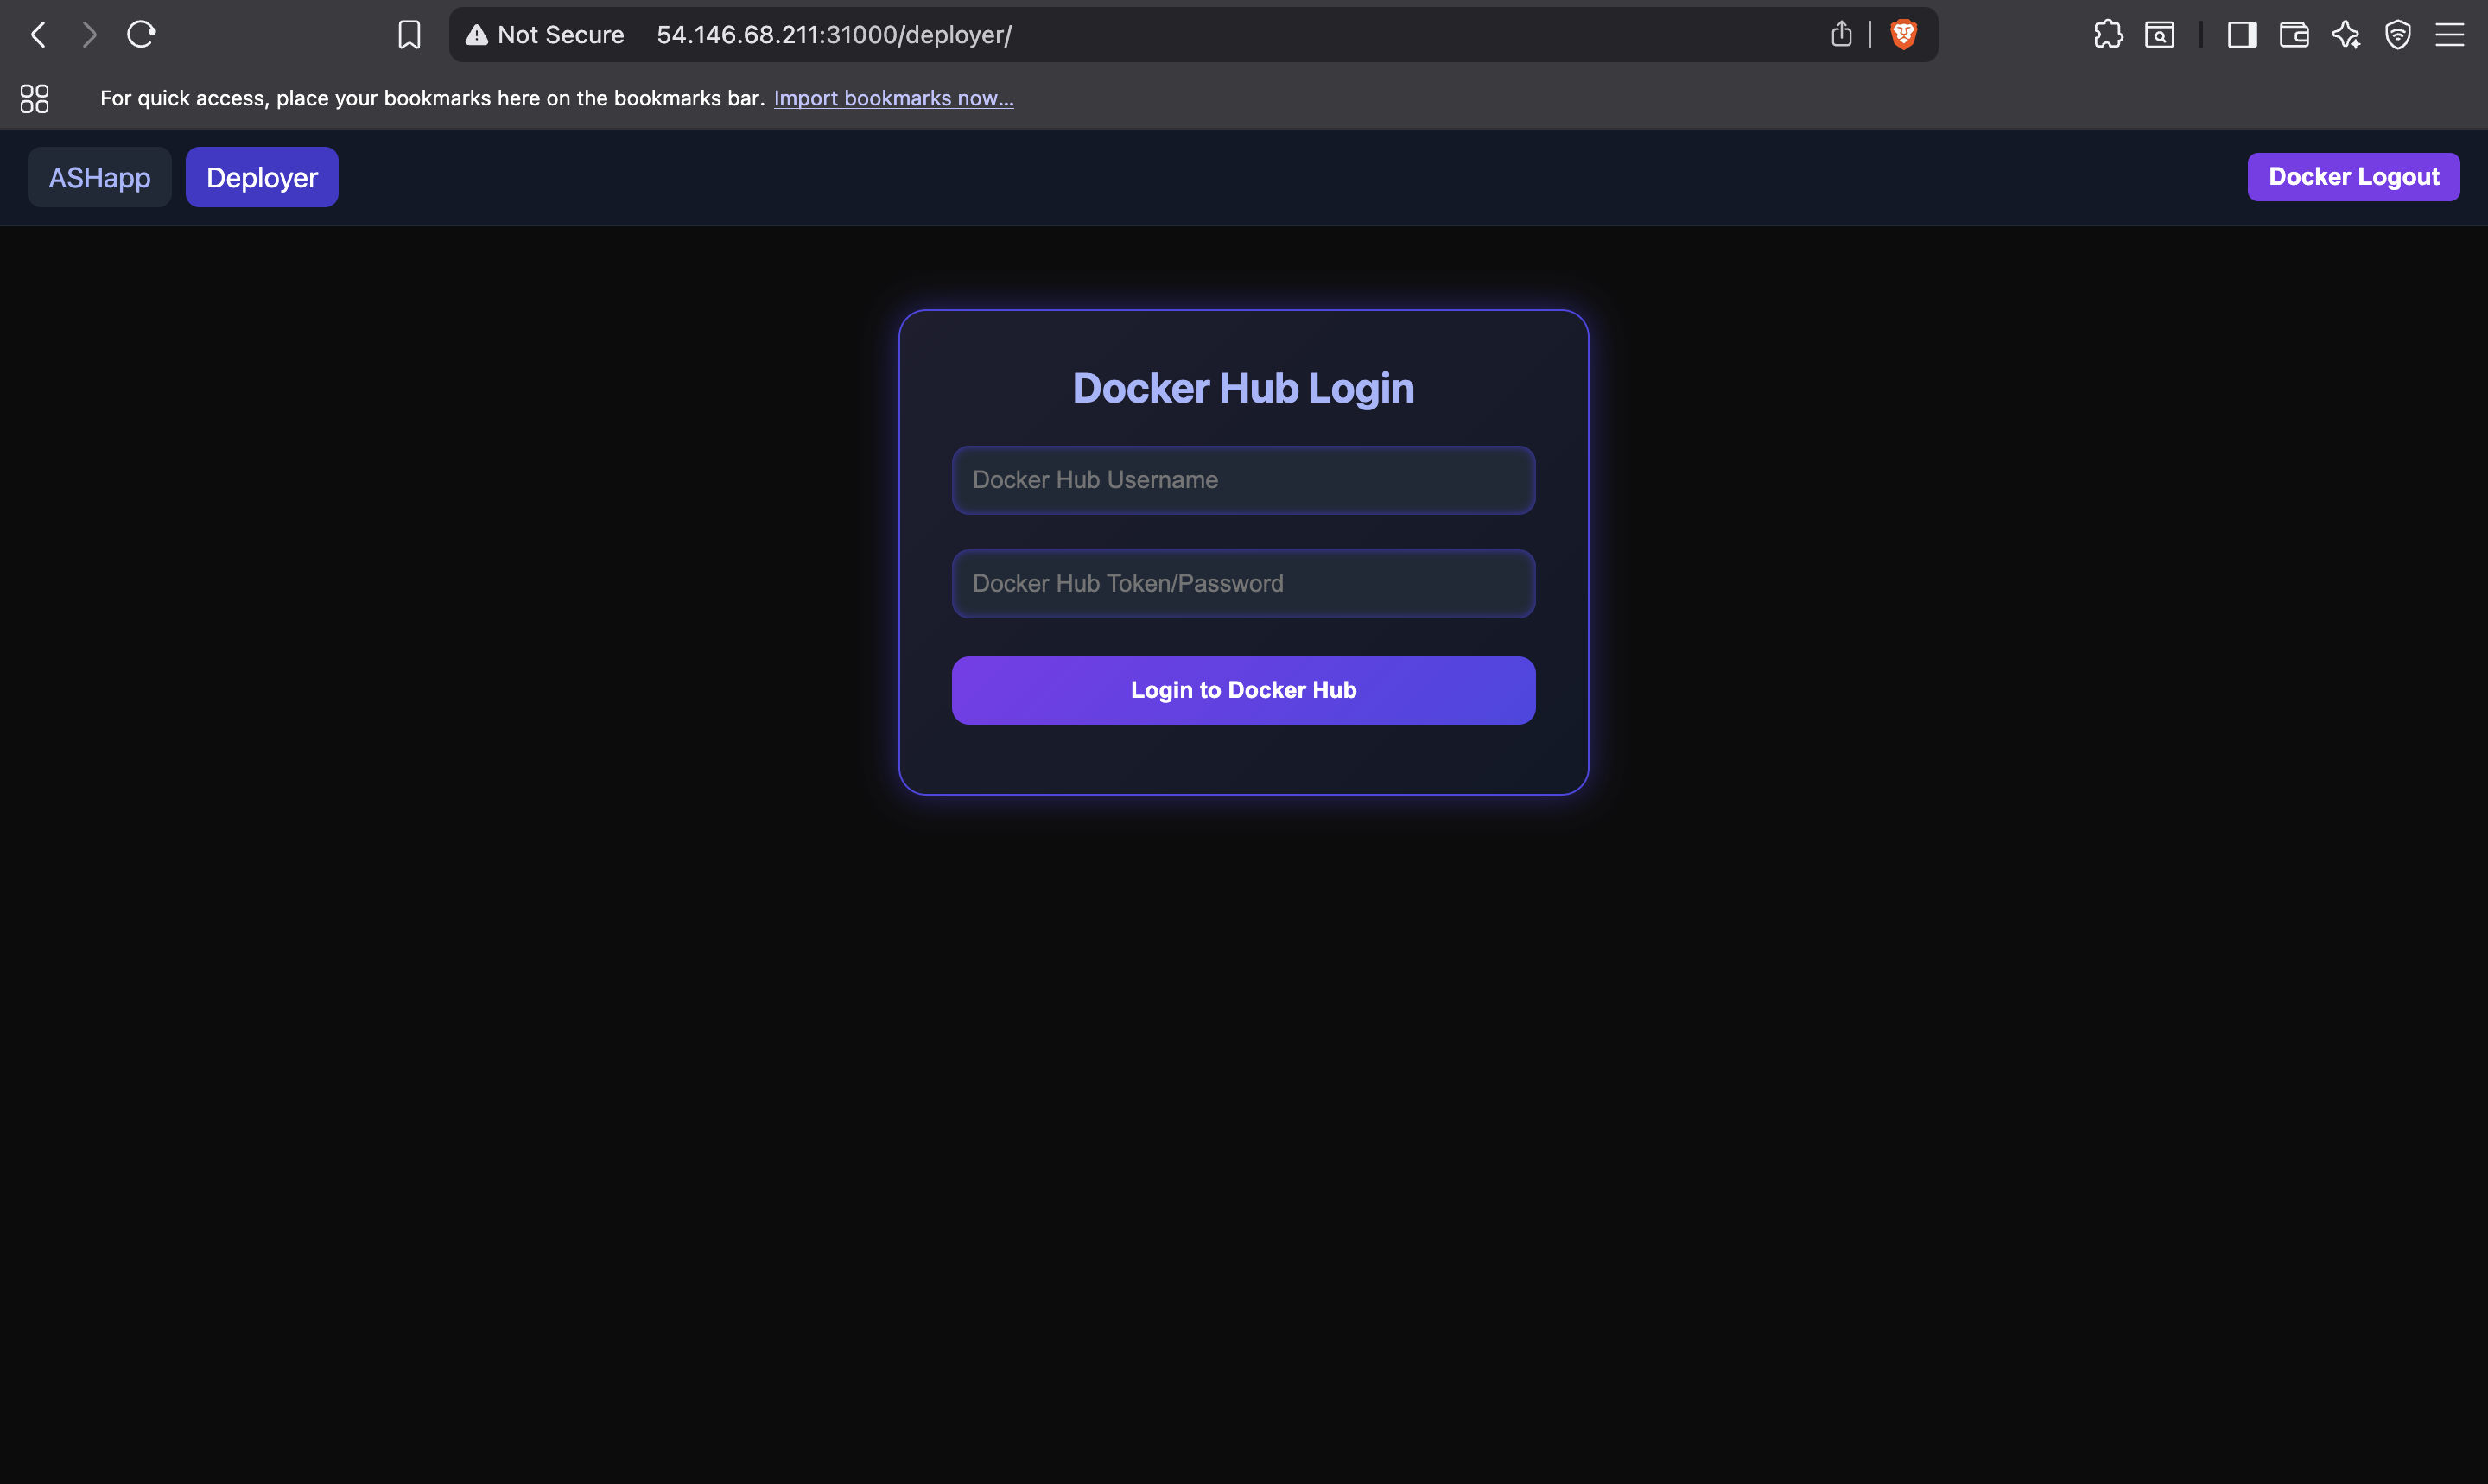 Not Secure 54.146.68.211:31000/deployer/
For quick access, place your bookmarks here on the bookmarks bar. Import bookmarks now...
ASHapp Deployer Docker Logout
Docker Hub Login
Docker Hub Username
Docker Hub Token/Password
Login to Docker Hub